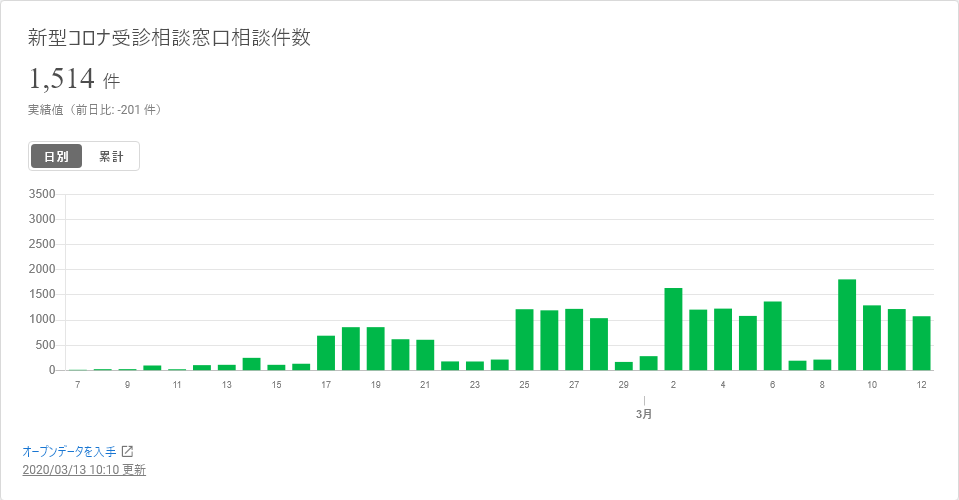 新型コロナ受診相談窓口相談件数
1,514 件
実績値（前日比: -201 件）
日別 累計
3500
3000
2500
2000
1500
1000
500
0
7 9 11 13 15 17 19 21 23 25 27 29 2 4 6 8 10 12
3月
オープンデータを入手
2020/03/13 10:10 更新